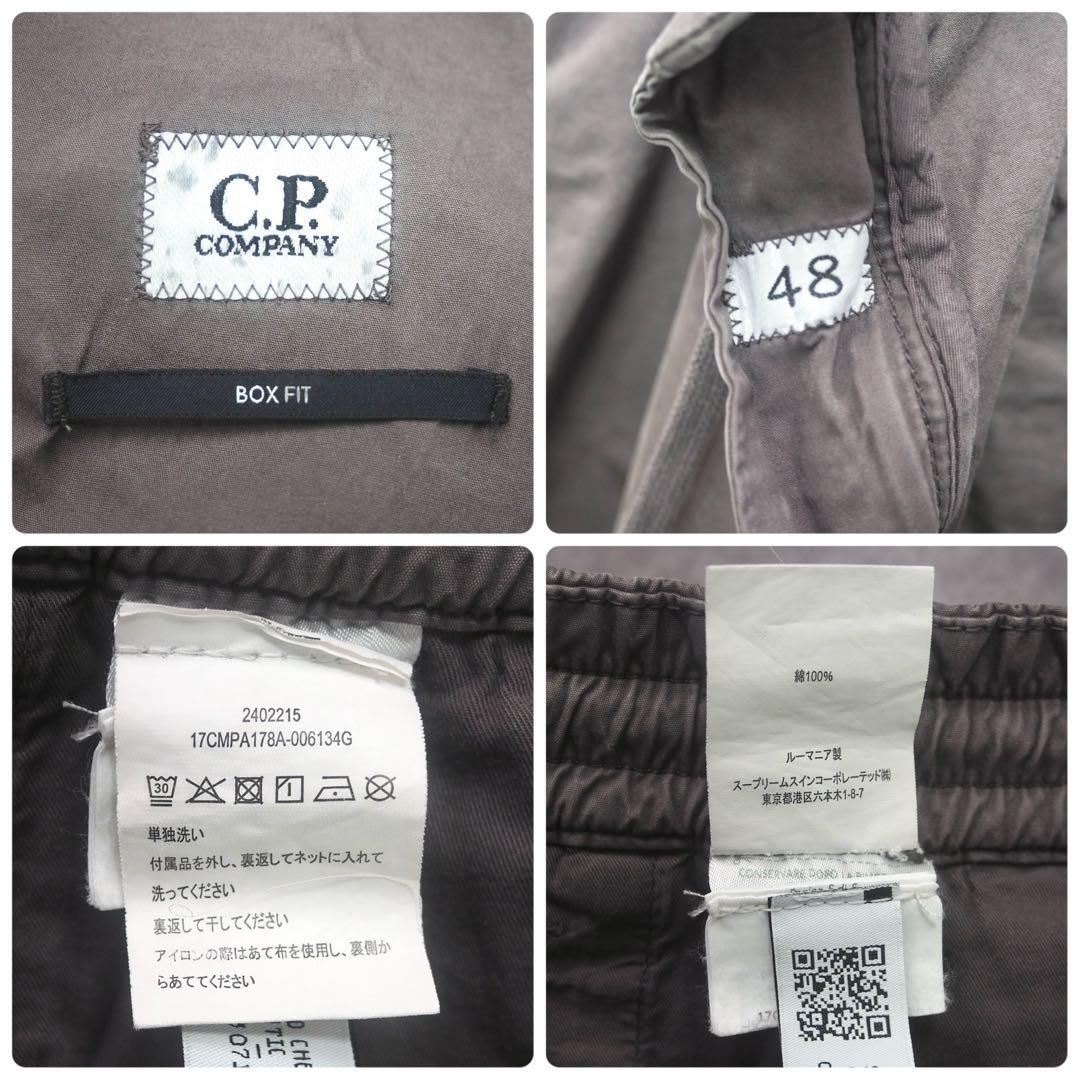 C.P.
COMPANY
BOX FIT
48
2402215
17CMPA178A-006134G
30
単独洗い
付属品を外し、裏返してネットに入れて
洗ってください
裏返して干してください
アイロンの際はあて布を使用し、裏側か
らあててください
綿100%
ルーマニア製
スープリームスインコーポレーテッド㈱
東京都港区六本木1-8-7
CONSERVARE DOPO LA
170